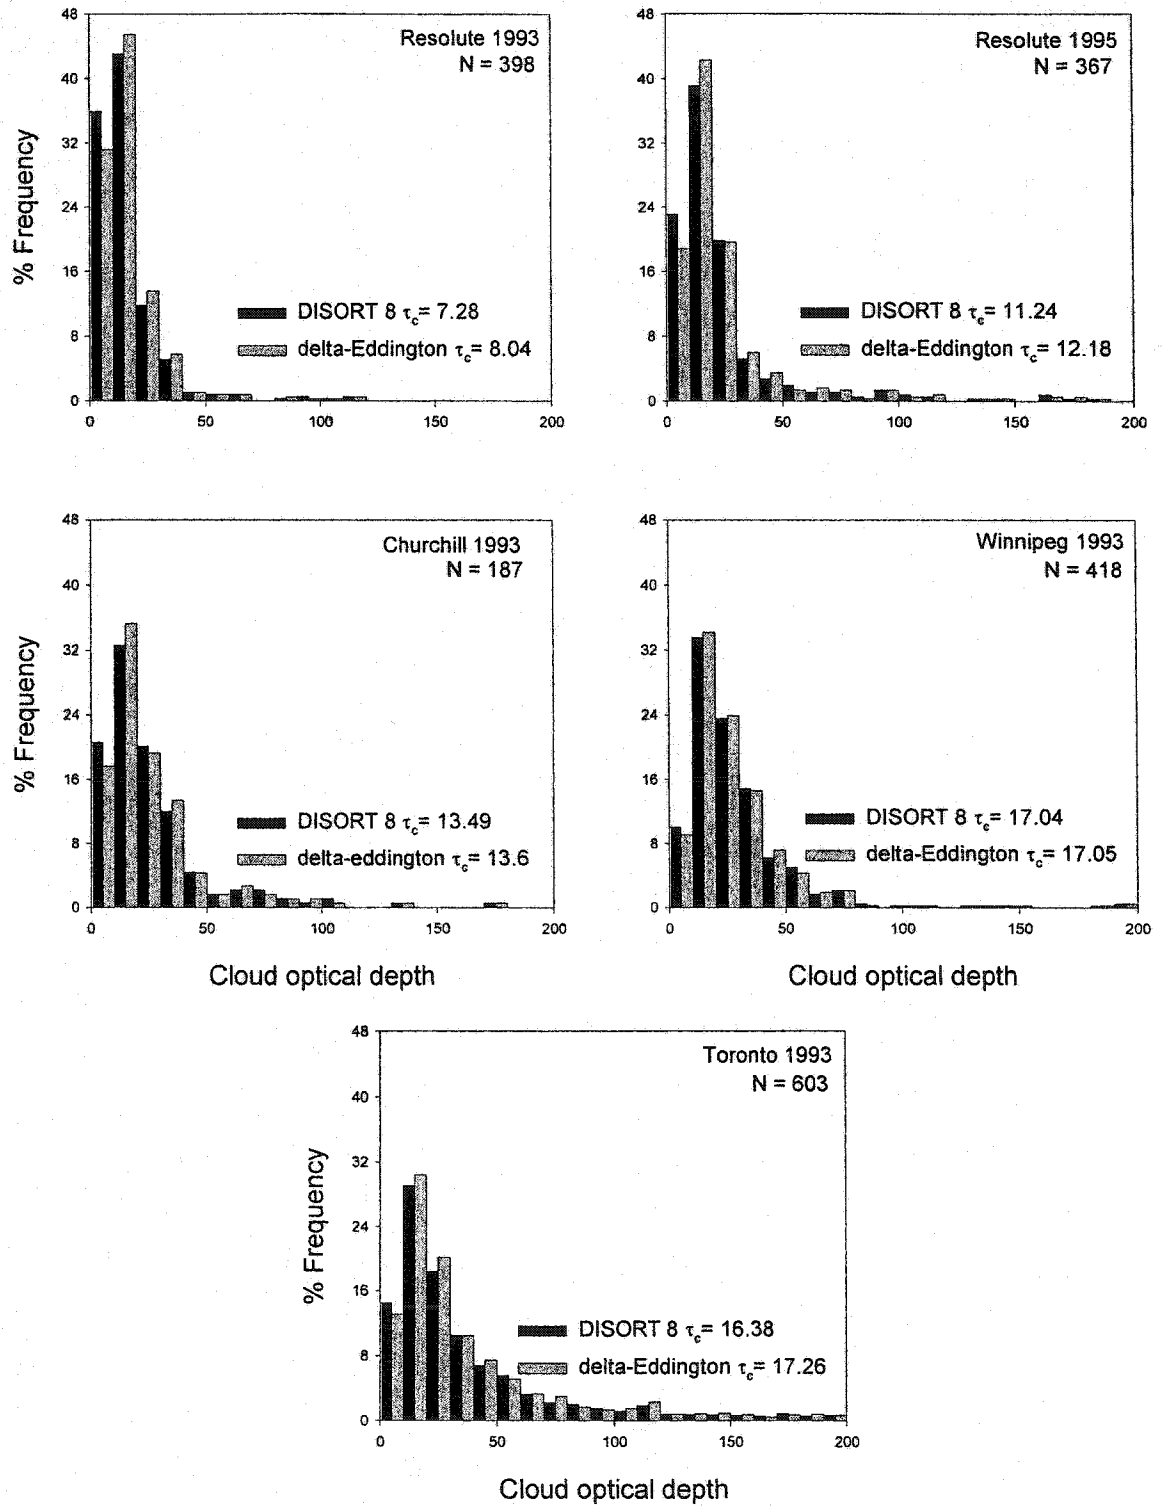 Resolute 1993
N = 398
% Frequency
48
40
32
24
16
8
0
DISORT 8 τc= 7.28
delta-Eddington τc= 8.04
0 50 100 150 200
Resolute 1995
N = 367
48
40
32
24
16
8
0
DISORT 8 τc= 11.24
delta-Eddington τc= 12.18
0 50 100 150 200
Churchill 1993
N = 187
% Frequency
48
40
32
24
16
8
0
DISORT 8 τc= 13.49
delta-eddington τc= 13.6
0 50 100 150 200
Cloud optical depth
Winnipeg 1993
N = 418
48
40
32
24
16
8
0
DISORT 8 τc= 17.04
delta-Eddington τc= 17.05
0 50 100 150 200
Cloud optical depth
Toronto 1993
N = 603
% Frequency
48
40
32
24
16
8
0
DISORT 8 τc= 16.38
delta-Eddington τc= 17.26
0 50 100 150 200
Cloud optical depth